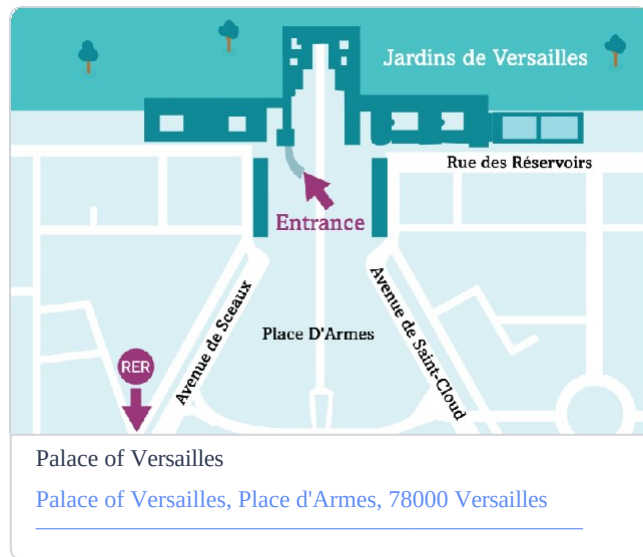 Jardins de Versailles
Rue des Réservoirs
Entrance
Avenue de Sceaux
Place D'Armes
Avenue de Saint-Cloud
RER
Palace of Versailles
Palace of Versailles, Place d'Armes, 78000 Versailles